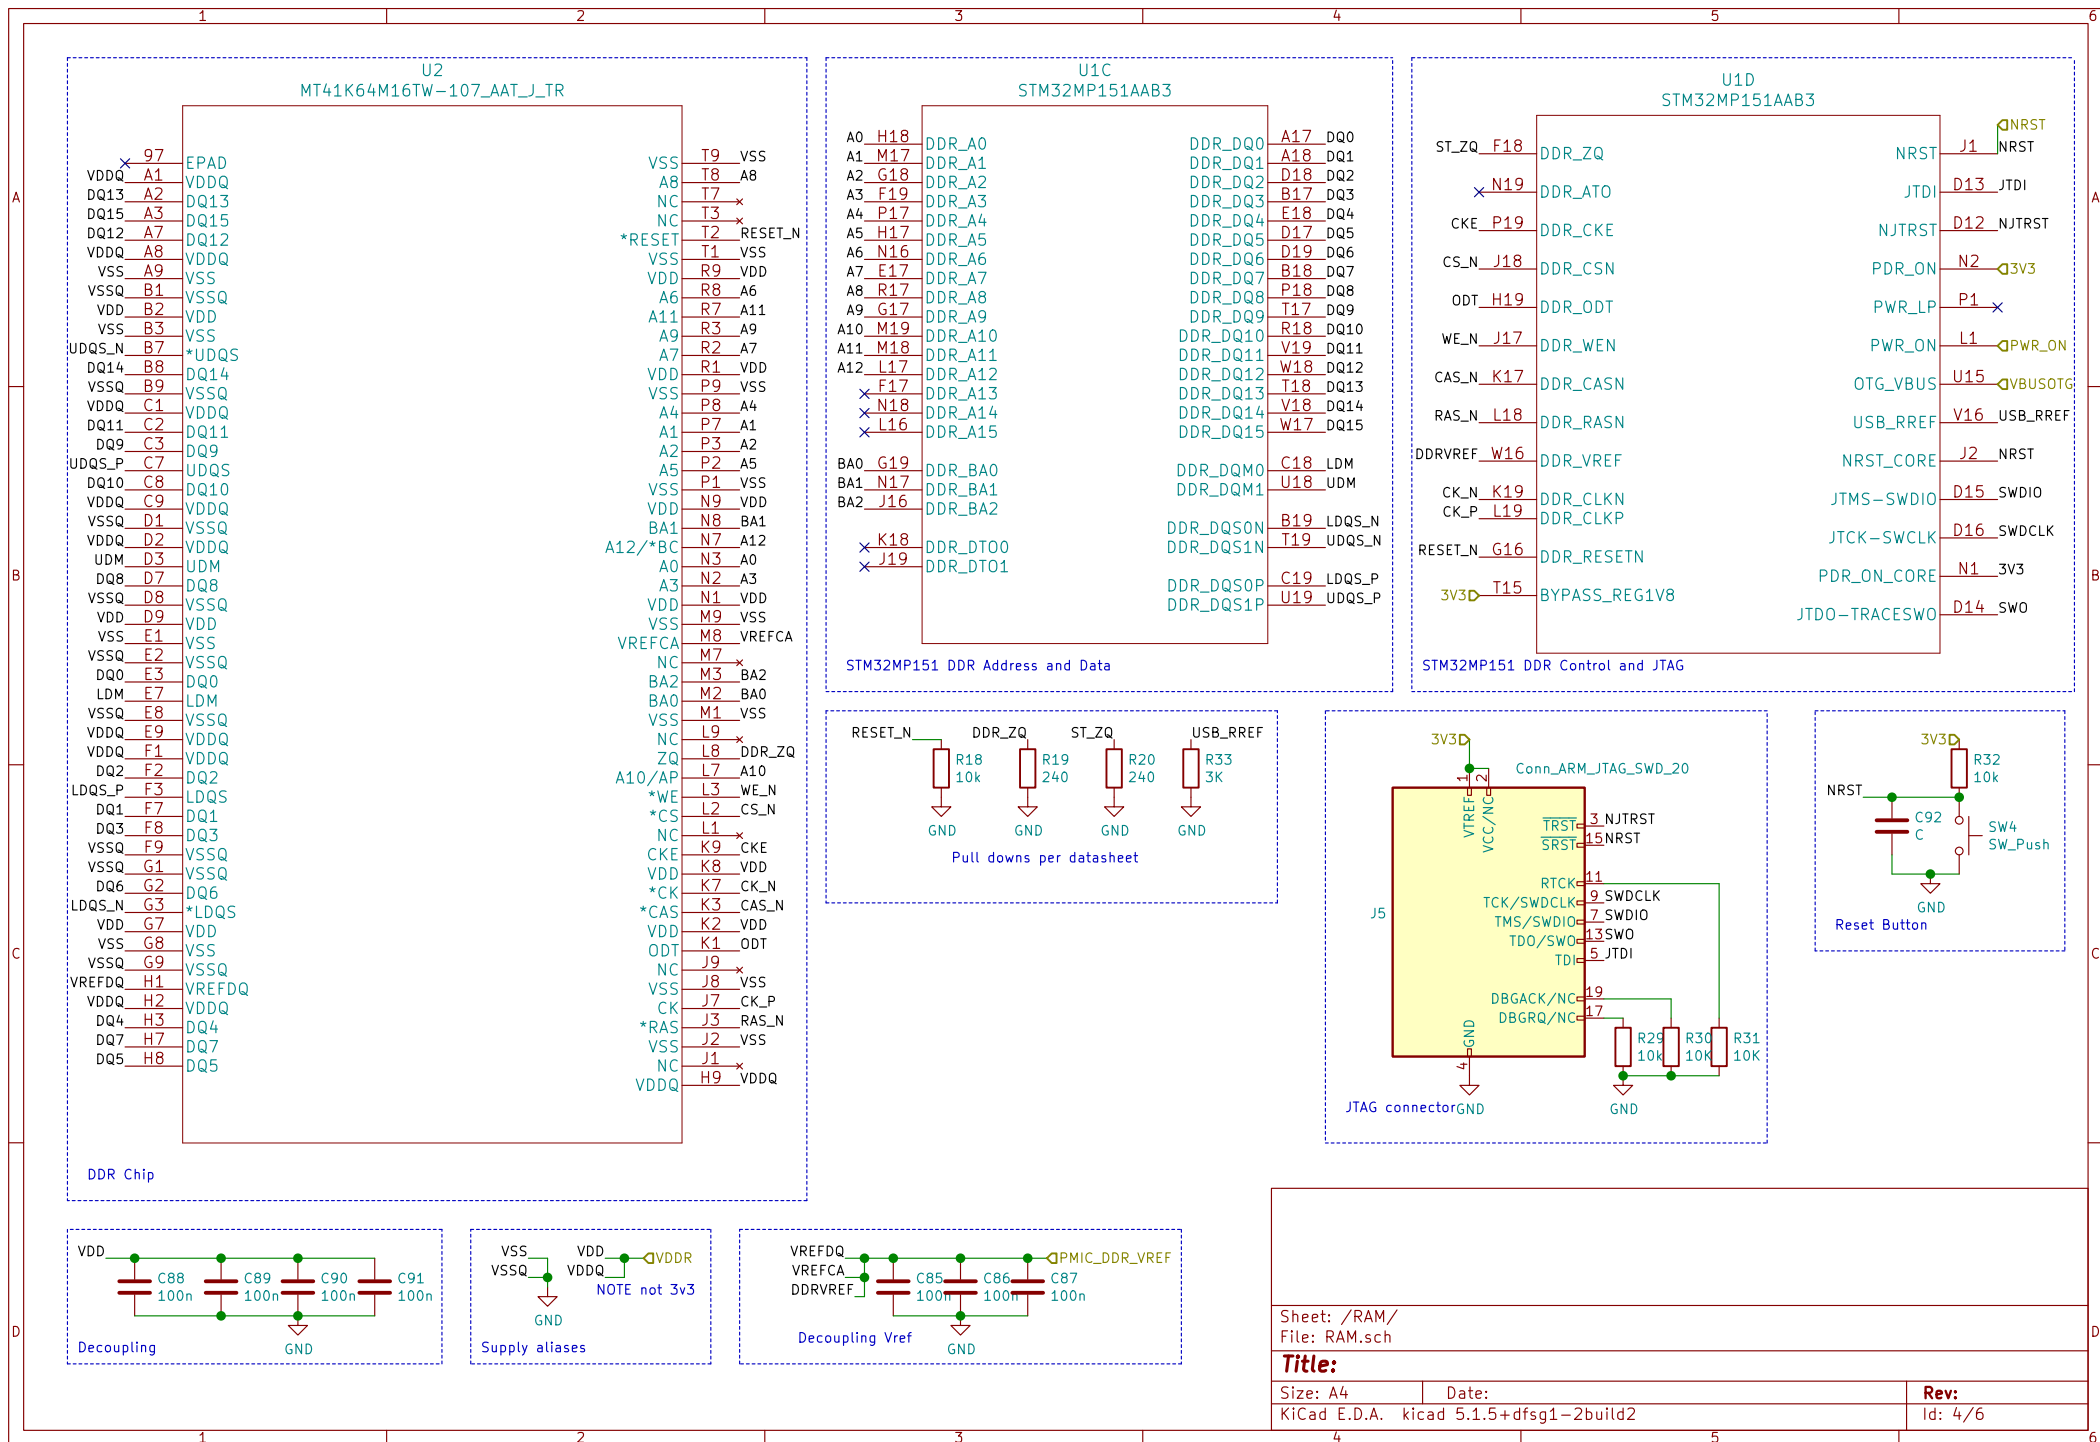 1 2 3 4 5 6
A
B
C
D
U2
MT41K64M16TW-107_AAT_J_TR
97 EPAD
VDDQ A1 VDDQ
DQ13 A2 DQ13
DQ15 A3 DQ15
DQ12 A7 DQ12
VDDQ A8 VDDQ
VSS A9 VSS
VSSQ B1 VSSQ
VDD B2 VDD
VSS B3 VSS
UDQS_N B7 *UDQS
DQ14 B8 DQ14
VSSQ B9 VSSQ
VDDQ C1 VDDQ
DQ11 C2 DQ11
DQ9 C3 DQ9
UDQS_P C7 UDQS
DQ10 C8 DQ10
VDDQ C9 VDDQ
VSSQ D1 VSSQ
VDDQ D2 VDDQ
UDM D3 UDM
DQ8 D7 DQ8
VSSQ D8 VSSQ
VDD D9 VDD
VSS E1 VSS
VSSQ E2 VSSQ
DQ0 E3 DQ0
LDM E7 LDM
VSSQ E8 VSSQ
VDDQ E9 VDDQ
VDDQ F1 VDDQ
DQ2 F2 DQ2
LDQS_P F3 LDQS
DQ1 F7 DQ1
DQ3 F8 DQ3
VSSQ F9 VSSQ
VSSQ G1 VSSQ
DQ6 G2 DQ6
LDQS_N G3 *LDQS
VDD G7 VDD
VSS G8 VSS
VSSQ G9 VSSQ
VREFDQ H1 VREFDQ
VDDQ H2 VDDQ
DQ4 H3 DQ4
DQ7 H7 DQ7
DQ5 H8 DQ5
VSS T9 VSS
A8 T8 A8
NC T7
NC T3
*RESET T2 RESET_N
VSS T1 VSS
VDD R9 VDD
A6 R8 A6
A11 R7 A11
A9 R3 A9
A7 R2 A7
VDD R1 VDD
VSS P9 VSS
A4 P8 A4
A1 P7 A1
A2 P3 A2
A5 P2 A5
VSS P1 VSS
VDD N9 VDD
BA1 N8 BA1
A12/*BC N7 A12
A0 N3 A0
A3 N2 A3
VDD N1 VDD
VSS M9 VSS
VREFCA M8 VREFCA
NC M7
BA2 M3 BA2
BA0 M2 BA0
VSS M1 VSS
NC L9
ZQ L8 DDR_ZQ
A10/AP L7 A10
*WE L3 WE_N
*CS L2 CS_N
NC L1
CKE K9 CKE
VDD K8 VDD
*CK K7 CK_N
*CAS K3 CAS_N
VDD K2 VDD
ODT K1 ODT
NC J9
VSS J8 VSS
CK J7 CK_P
*RAS J3 RAS_N
VSS J2 VSS
NC J1
VDDQ H9 VDDQ
DDR Chip
U1C
STM32MP151AAB3
A0 H18 DDR_A0
A1 M17 DDR_A1
A2 G18 DDR_A2
A3 F19 DDR_A3
A4 P17 DDR_A4
A5 H17 DDR_A5
A6 N16 DDR_A6
A7 E17 DDR_A7
A8 R17 DDR_A8
A9 G17 DDR_A9
A10 M19 DDR_A10
A11 M18 DDR_A11
A12 L17 DDR_A12
F17 DDR_A13
N18 DDR_A14
L16 DDR_A15
BA0 G19 DDR_BA0
BA1 N17 DDR_BA1
BA2 J16 DDR_BA2
K18 DDR_DTO0
J19 DDR_DTO1
DDR_DQ0 A17 DQ0
DDR_DQ1 A18 DQ1
DDR_DQ2 D18 DQ2
DDR_DQ3 B17 DQ3
DDR_DQ4 E18 DQ4
DDR_DQ5 D17 DQ5
DDR_DQ6 D19 DQ6
DDR_DQ7 B18 DQ7
DDR_DQ8 P18 DQ8
DDR_DQ9 T17 DQ9
DDR_DQ10 R18 DQ10
DDR_DQ11 V19 DQ11
DDR_DQ12 W18 DQ12
DDR_DQ13 T18 DQ13
DDR_DQ14 V18 DQ14
DDR_DQ15 W17 DQ15
DDR_DQM0 C18 LDM
DDR_DQM1 U18 UDM
DDR_DQS0N B19 LDQS_N
DDR_DQS1N T19 UDQS_N
DDR_DQS0P C19 LDQS_P
DDR_DQS1P U19 UDQS_P
STM32MP151 DDR Address and Data
U1D
STM32MP151AAB3
ST_ZQ F18 DDR_ZQ
N19 DDR_ATO
CKE P19 DDR_CKE
CS_N J18 DDR_CSN
ODT H19 DDR_ODT
WE_N J17 DDR_WEN
CAS_N K17 DDR_CASN
RAS_N L18 DDR_RASN
DDRVREF W16 DDR_VREF
CK_N K19 DDR_CLKN
CK_P L19 DDR_CLKP
RESET_N G16 DDR_RESETN
3V3 T15 BYPASS_REG1V8
NRST
NRST J1 NRST
JTDI D13 JTDI
NJTRST D12 NJTRST
PDR_ON N2 3V3
PWR_LP P1
PWR_ON L1 PWR_ON
OTG_VBUS U15 VBUSOTG
USB_RREF V16 USB_RREF
NRST_CORE J2 NRST
JTMS-SWDIO D15 SWDIO
JTCK-SWCLK D16 SWDCLK
PDR_ON_CORE N1 3V3
JTDO-TRACESWO D14 SWO
STM32MP151 DDR Control and JTAG
RESET_N DDR_ZQ ST_ZQ USB_RREF
R18 R19 R20 R33
10k 240 240 3K
GND GND GND GND
Pull downs per datasheet
3V3
Conn_ARM_JTAG_SWD_20
1 2
VTREF
VCC/NC
TRST 3 NJTRST
SRST 15 NRST
RTCK 11
TCK/SWDCLK 9 SWDCLK
J5
TMS/SWDIO 7 SWDIO
TDO/SWO 13 SWO
TDI 5 JTDI
DBGACK/NC 19
DBGRQ/NC 17
GND
4
R29 R30 R31
10k 10K 10K
JTAG connector
GND GND
3V3
R32
10k
NRST
C92
C
SW4
SW_Push
GND
Reset Button
VDD
C88 C89 C90 C91
100n 100n 100n 100n
GND
Decoupling
VSS
VSSQ
GND
VDD
VDDQ
VDDR
NOTE not 3v3
Supply aliases
VREFDQ
VREFCA
DDRVREF
PMIC_DDR_VREF
C85 C86 C87
100n 100n 100n
GND
Decoupling Vref
Sheet: /RAM/
File: RAM.sch
Title:
Size: A4 Date: Rev:
KiCad E.D.A. kicad 5.1.5+dfsg1-2build2 Id: 4/6
A
B
C
D
1 2 3 4 5 6